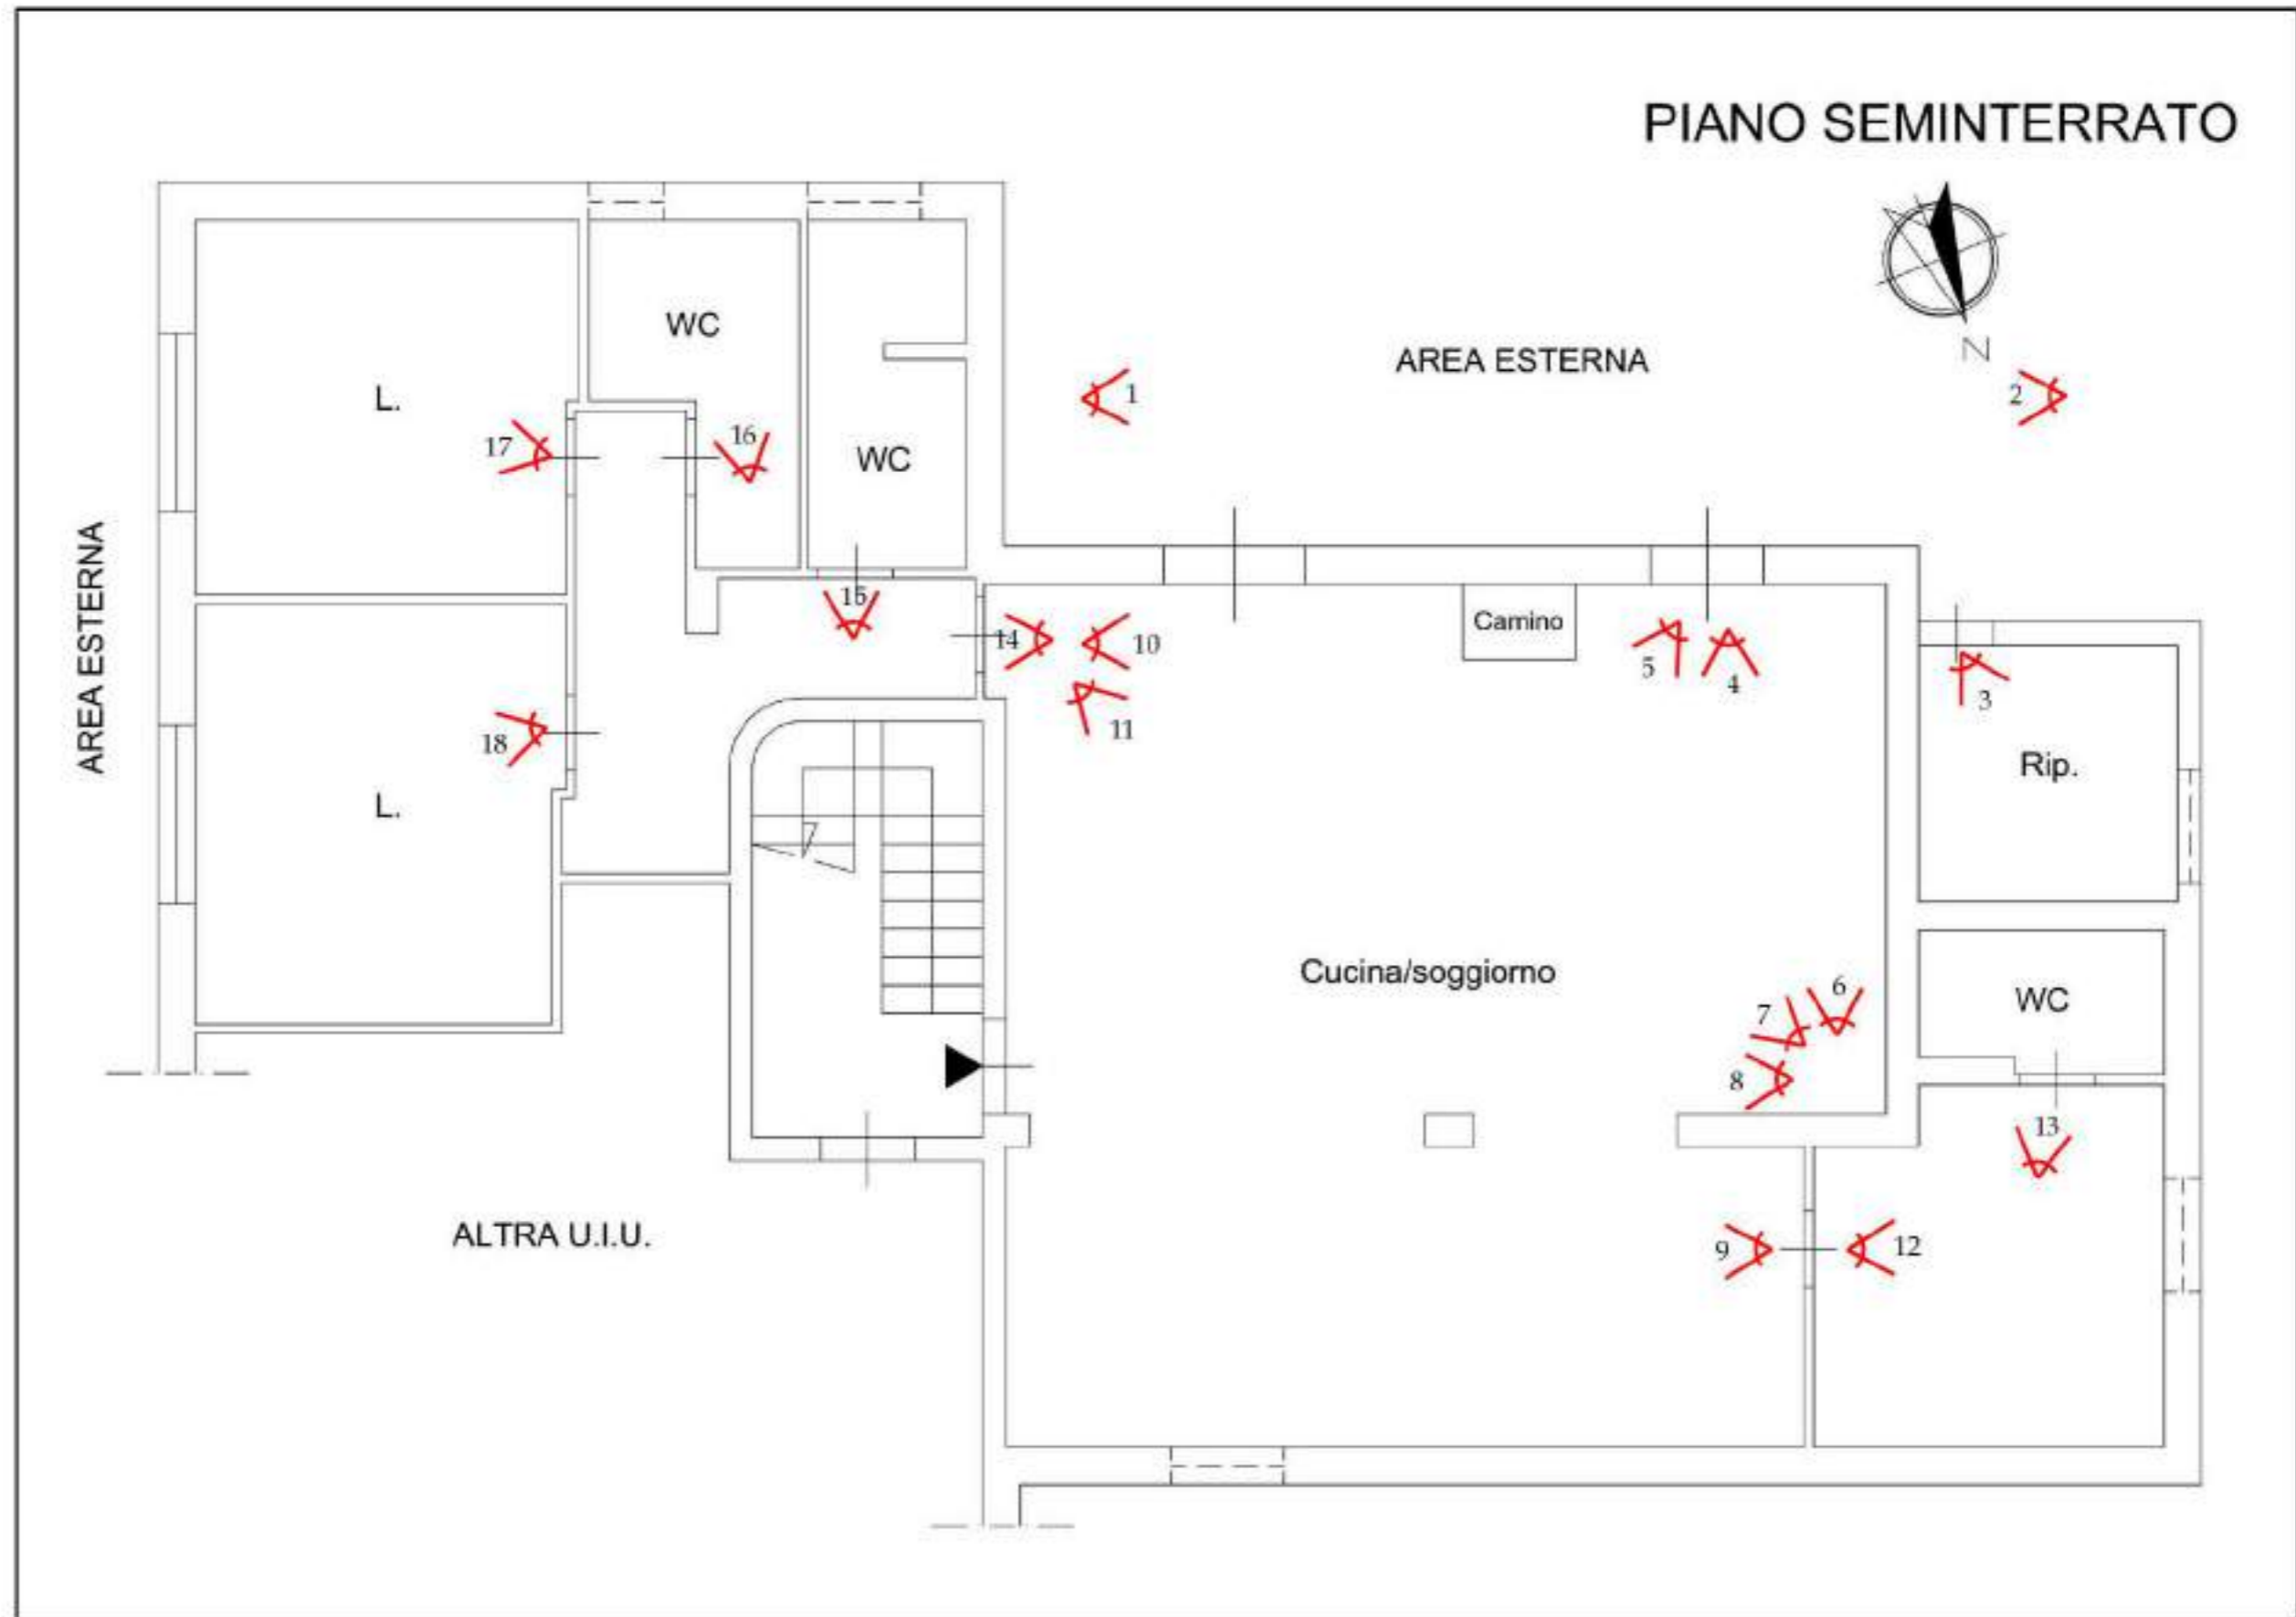 PIANO SEMINTERRATO
N
AREA ESTERNA
1
2
WC
L.
17
16
WC
15
14
10
11
Camino
5
4
3
AREA ESTERNA
18
L.
Rip.
Cucina/soggiorno
7
6
8
WC
13
ALTRA U.I.U.
9
12